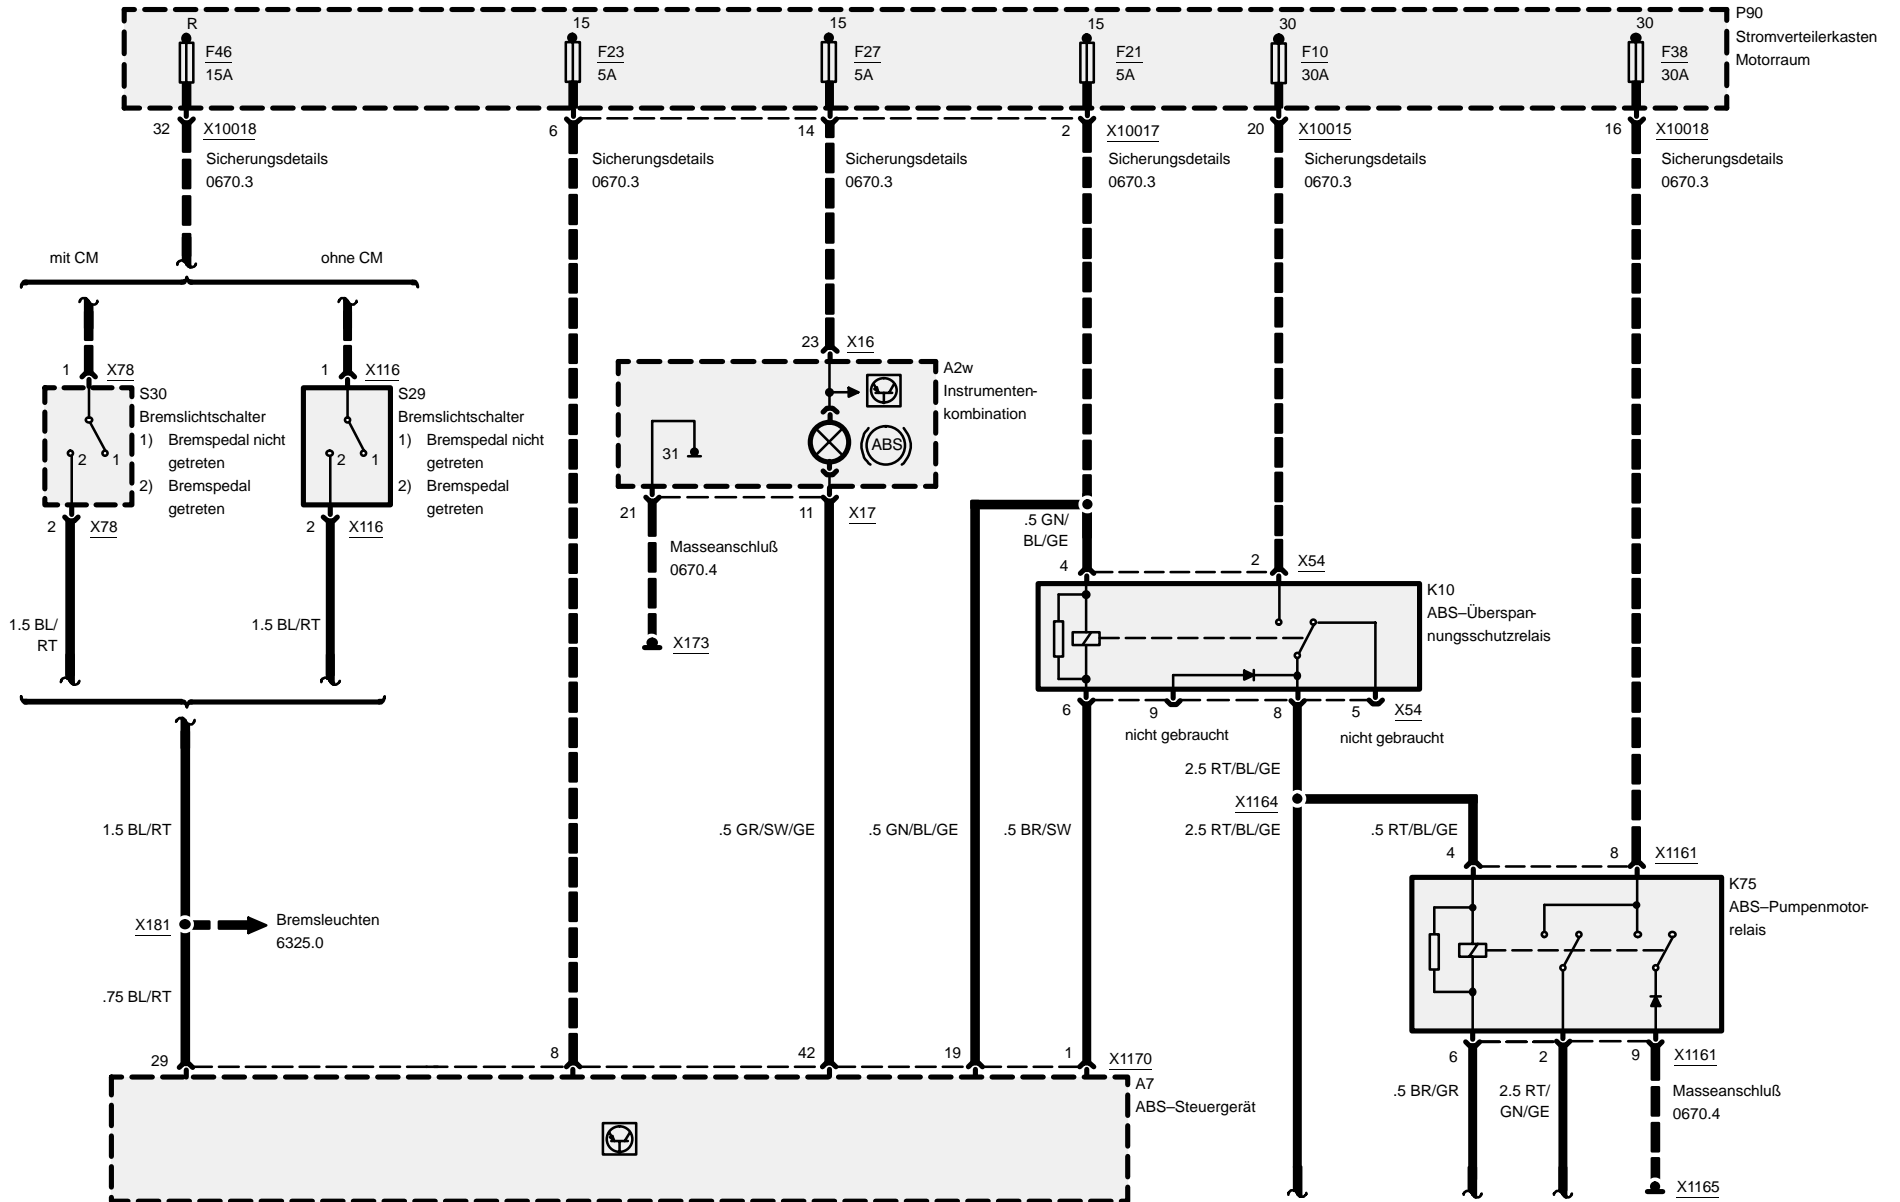 R
15
15
15
30
30
P90
Stromverteilerkasten
Motorraum
F46
15A
F23
5A
F27
5A
F21
5A
F10
30A
F38
30A
32
X10018
6
14
2
X10017
20
X10015
16
X10018
Sicherungsdetails
0670.3
Sicherungsdetails
0670.3
Sicherungsdetails
0670.3
Sicherungsdetails
0670.3
Sicherungsdetails
0670.3
Sicherungsdetails
0670.3
mit CM
ohne CM
1
X78
S30
Bremslichtschalter
1) Bremspedal nicht
getreten
2) Bremspedal
getreten
2
1
2
X78
1
X116
S29
Bremslichtschalter
1) Bremspedal nicht
getreten
2) Bremspedal
getreten
2
1
2
X116
23
X16
A2w
Instrumenten-
kombination
ABS
31
21
11
X17
Masseanschluß
0670.4
X173
.5 GN/
BL/GE
4
2
X54
K10
ABS–Überspan-
nungsschutzrelais
6
9
8
5
X54
nicht gebraucht
nicht gebraucht
1.5 BL/
RT
1.5 BL/RT
2.5 RT/BL/GE
X1164
1.5 BL/RT
.5 GR/SW/GE
.5 GN/BL/GE
.5 BR/SW
2.5 RT/BL/GE
.5 RT/BL/GE
4
8
X1161
K75
ABS–Pumpenmotor-
relais
X181
Bremsleuchten
6325.0
.75 BL/RT
29
8
42
19
1
X1170
A7
ABS–Steuergerät
6
2
9
X1161
.5 BR/GR
2.5 RT/
GN/GE
Masseanschluß
0670.4
X1165